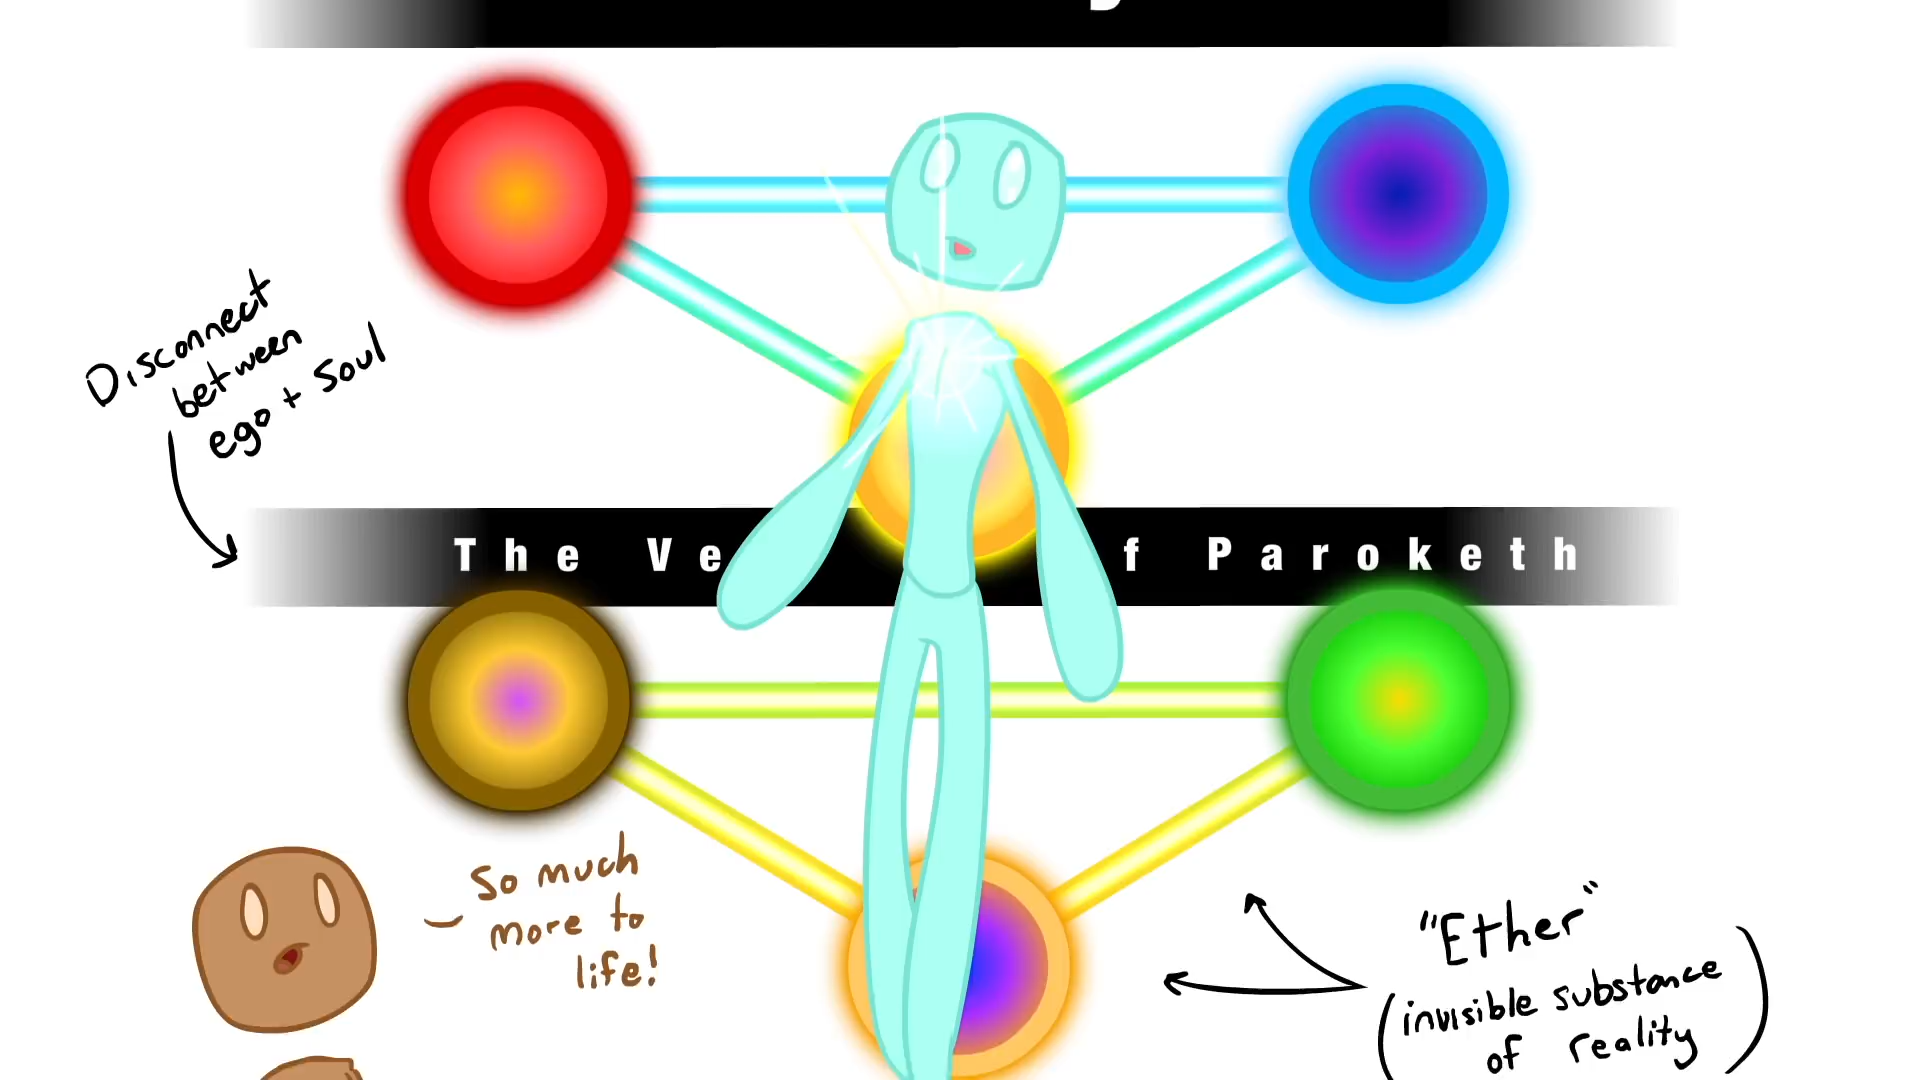 Disconnect
between
ego + Soul
The Ve f Paroketh
So much
more to
life!
"Ether"
(invisible substance
of reality)